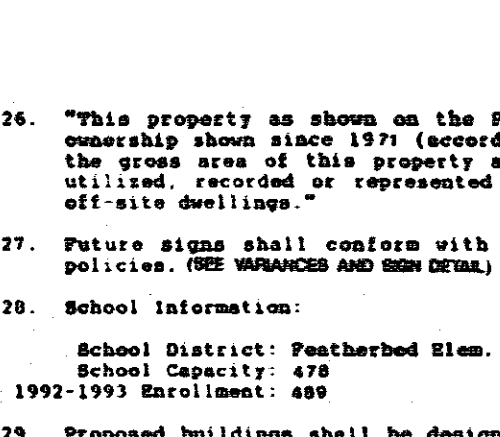 26. "This property as shown on the
ownership shown since 1971
the gross area of this property
utilized, recorded or represented
off-site dwellings."
27. Future signs shall conform with
policies. (SEE VARIANCES AND SIGN DETAIL)
28. School Information:
School District: Featherbed Elem.
School Capacity: 478
1992-1993 Enrollment: 489
29. Proposed buildings shall be